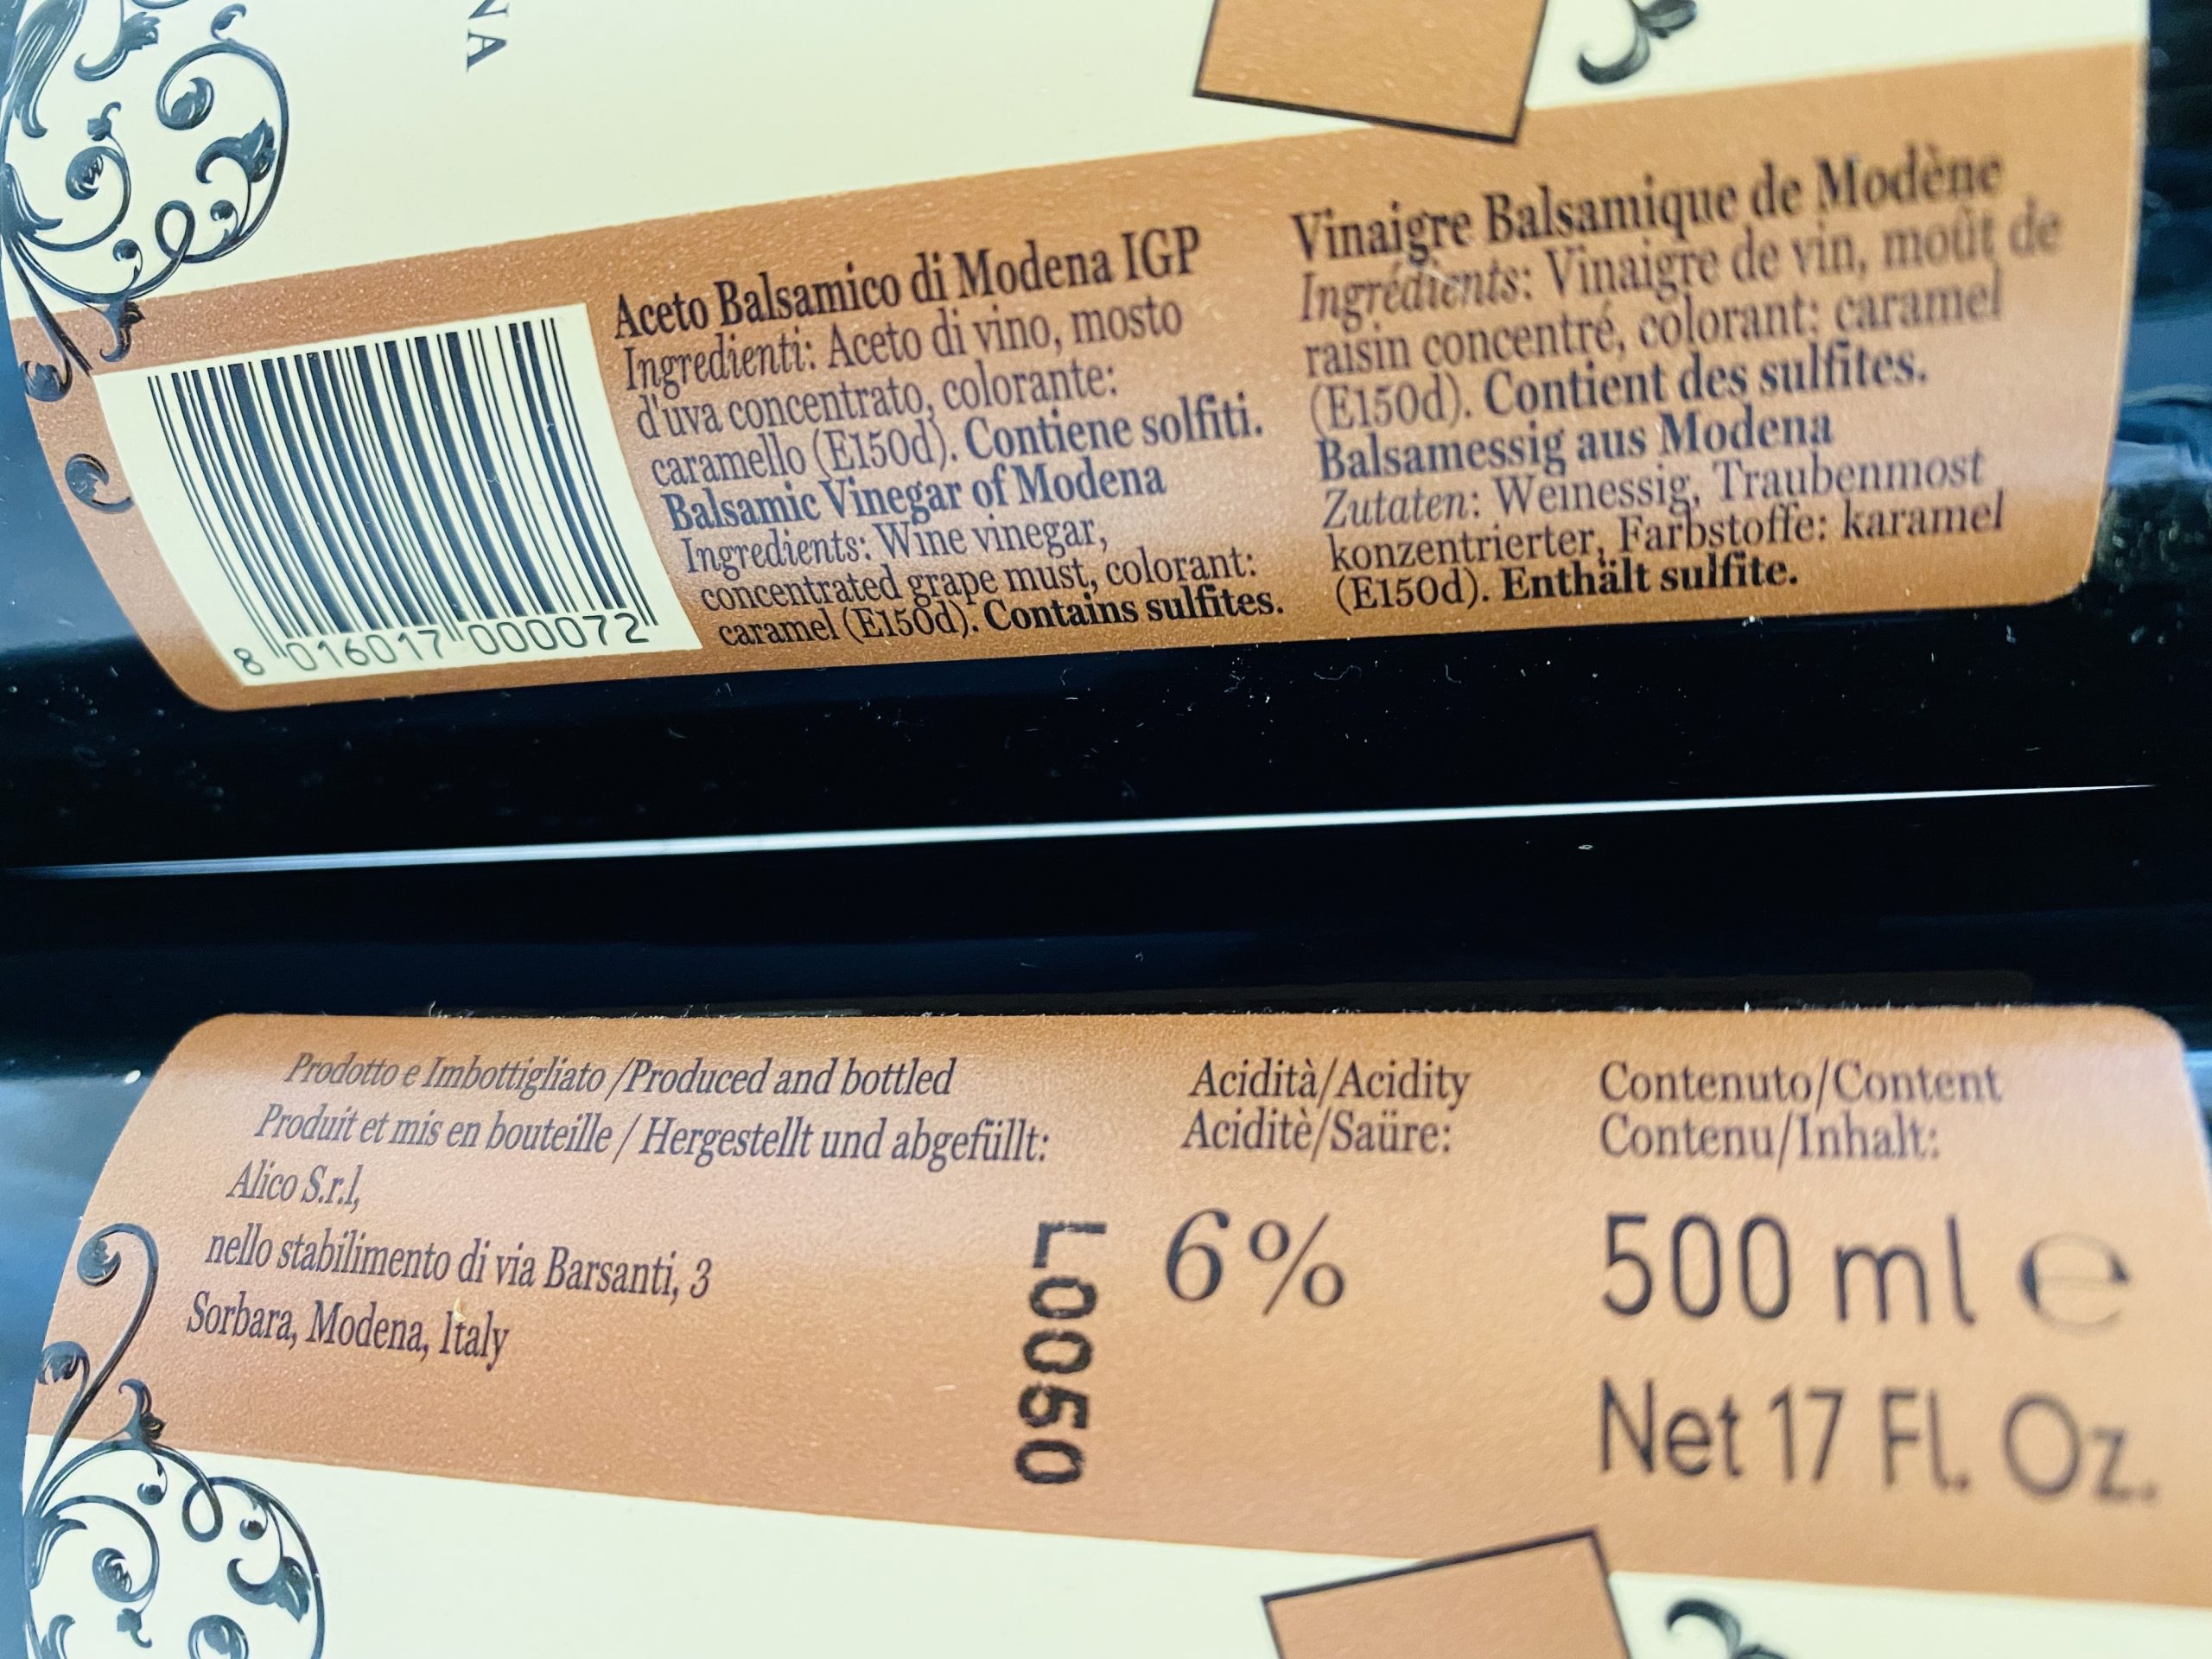 NA
Aceto Balsamico di Modena IGP
Ingredienti: Aceto di vino, mosto
d'uva concentrato, colorante:
caramello (E150d). Contiene solfiti.
Balsamic Vinegar of Modena
Ingredients: Wine vinegar,
concentrated grape must, colorant:
caramel (E150d). Contains sulfites.
8 016017 000072
Vinaigre Balsamique de Modène
Ingrédients: Vinaigre de vin, moût de
raisin concentré, colorant: caramel
(E150d). Contient des sulfites.
Balsamessig aus Modena
Zutaten: Weinessig, Traubenmost
konzentrierter, Farbstoffe: karamel
(E150d). Enthält sulfite.
Prodotto e Imbottigliato /Produced and bottled
Produit et mis en bouteille / Hergestellt und abgefüllt:
Alico S.r.l,
nello stabilimento di via Barsanti, 3
Sorbara, Modena, Italy
L0050
Acidità/Acidity
Aciditè/Saüre:
6%
Contenuto/Content
Contenu/Inhalt:
500 ml e
Net 17 Fl. Oz.